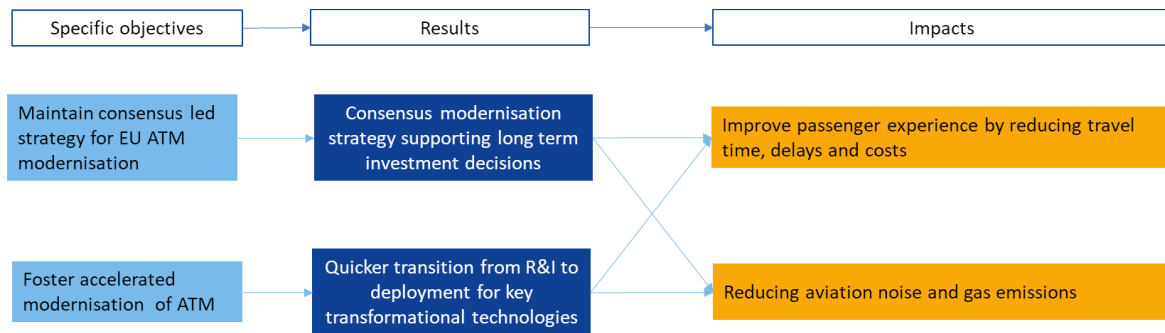 Specific objectives
Results
Impacts
Maintain consensus led
strategy for EU ATM
modernisation
Consensus modernisation
strategy supporting long term
investment decisions
Improve passenger experience by reducing travel
time, delays and costs
Foster accelerated
modernisation of ATM
Quicker transition from R&I to
deployment for key
transformational technologies
Reducing aviation noise and gas emissions